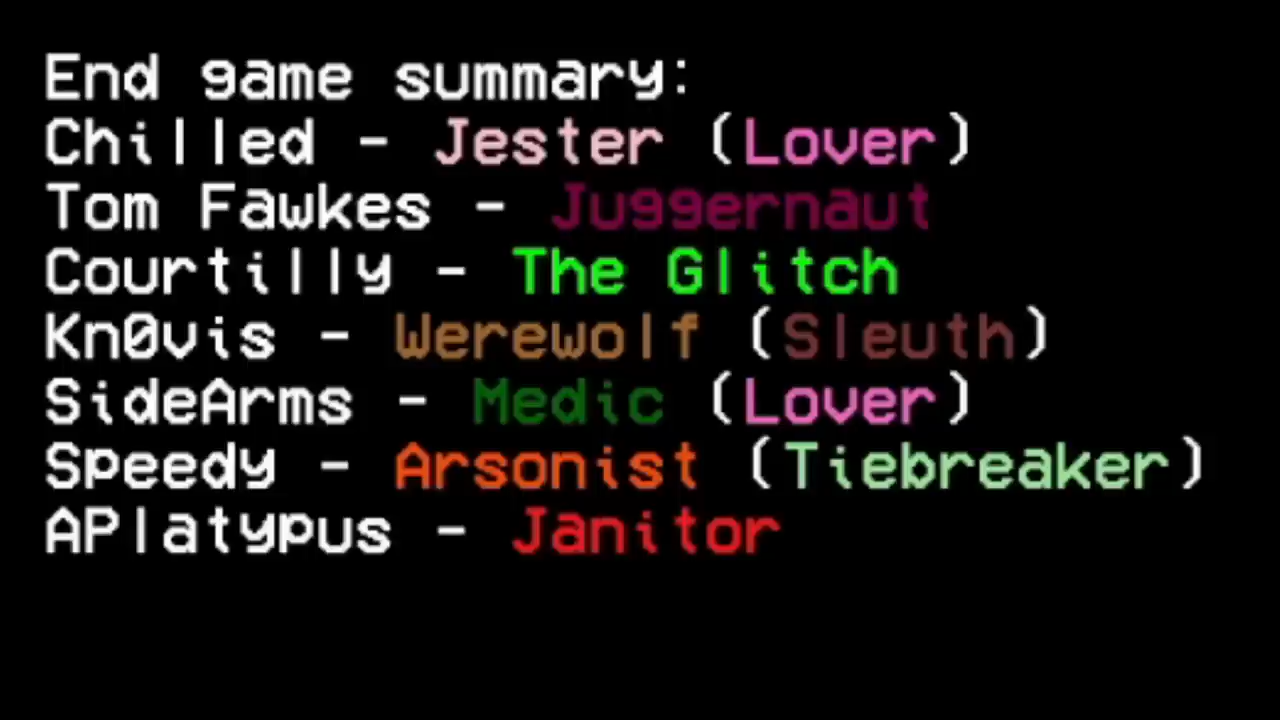 End game summary:
Chilled - Jester (Lover)
Tom Fawkes - Juggernaut
Courtilly - The Glitch
Kn0vis - Werewolf (Sleuth)
SideArms - Medic (Lover)
Speedy - Arsonist (Tiebreaker)
APlatypus - Janitor